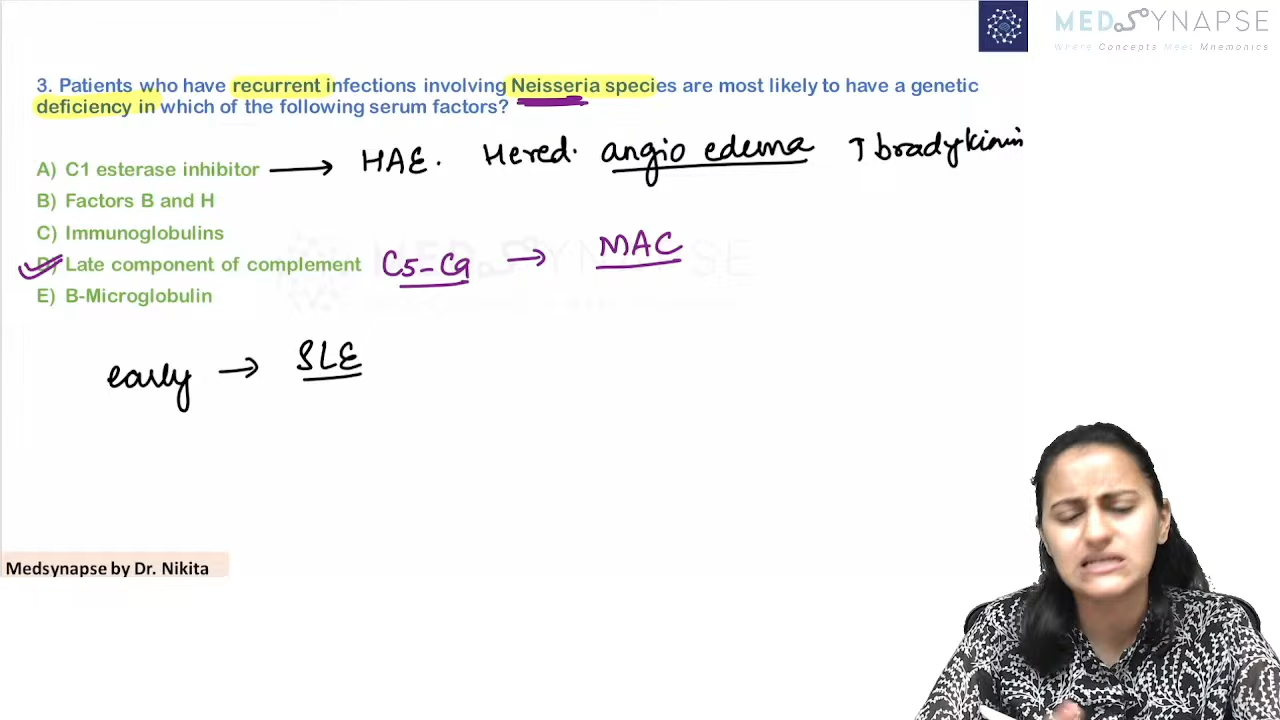 MEDSYNAPSE
Where Concepts Meet Mnemonics
3. Patients who have recurrent infections involving Neisseria species are most likely to have a genetic
deficiency in which of the following serum factors?
A) C1 esterase inhibitor → HAE. Hered. angio edema ↑ bradykinin
B) Factors B and H
C) Immunoglobulins
D) Late component of complement C5-C9 → MAC
E) B-Microglobulin
early → SLE
Medsynapse by Dr. Nikita